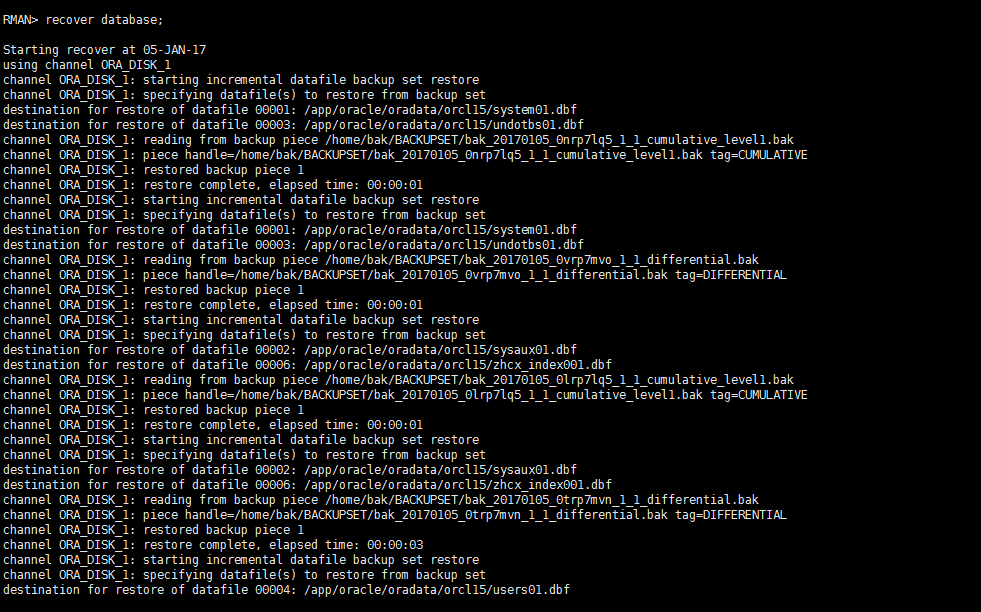 RMAN> recover database;
Starting recover at 05-JAN-17
using channel ORA_DISK_1
channel ORA_DISK_1: starting incremental datafile backup set restore
channel ORA_DISK_1: specifying datafile(s) to restore from backup set
destination for restore of datafile 00001: /app/oracle/oradata/orcl15/system01.dbf
destination for restore of datafile 00003: /app/oracle/oradata/orcl15/undotbs01.dbf
channel ORA_DISK_1: reading from backup piece /home/bak/BACKUPSET/bak_20170105_0nrp7lq5_1_1_cumulative_level1.bak
channel ORA_DISK_1: piece handle=/home/bak/BACKUPSET/bak_20170105_0nrp7lq5_1_1_cumulative_level1.bak tag=CUMULATIVE
channel ORA_DISK_1: restored backup piece 1
channel ORA_DISK_1: restore complete, elapsed time: 00:00:01
channel ORA_DISK_1: starting incremental datafile backup set restore
channel ORA_DISK_1: specifying datafile(s) to restore from backup set
destination for restore of datafile 00001: /app/oracle/oradata/orcl15/system01.dbf
destination for restore of datafile 00003: /app/oracle/oradata/orcl15/undotbs01.dbf
channel ORA_DISK_1: reading from backup piece /home/bak/BACKUPSET/bak_20170105_0vrp7mvo_1_1_differential.bak
channel ORA_DISK_1: piece handle=/home/bak/BACKUPSET/bak_20170105_0vrp7mvo_1_1_differential.bak tag=DIFFERENTIAL
channel ORA_DISK_1: restored backup piece 1
channel ORA_DISK_1: restore complete, elapsed time: 00:00:01
channel ORA_DISK_1: starting incremental datafile backup set restore
channel ORA_DISK_1: specifying datafile(s) to restore from backup set
destination for restore of datafile 00002: /app/oracle/oradata/orcl15/sysaux01.dbf
destination for restore of datafile 00006: /app/oracle/oradata/orcl15/zhcx_index001.dbf
channel ORA_DISK_1: reading from backup piece /home/bak/BACKUPSET/bak_20170105_0lrp7lq5_1_1_cumulative_level1.bak
channel ORA_DISK_1: piece handle=/home/bak/BACKUPSET/bak_20170105_0lrp7lq5_1_1_cumulative_level1.bak tag=CUMULATIVE
channel ORA_DISK_1: restored backup piece 1
channel ORA_DISK_1: restore complete, elapsed time: 00:00:01
channel ORA_DISK_1: starting incremental datafile backup set restore
channel ORA_DISK_1: specifying datafile(s) to restore from backup set
destination for restore of datafile 00002: /app/oracle/oradata/orcl15/sysaux01.dbf
destination for restore of datafile 00006: /app/oracle/oradata/orcl15/zhcx_index001.dbf
channel ORA_DISK_1: reading from backup piece /home/bak/BACKUPSET/bak_20170105_0trp7mvn_1_1_differential.bak
channel ORA_DISK_1: piece handle=/home/bak/BACKUPSET/bak_20170105_0trp7mvn_1_1_differential.bak tag=DIFFERENTIAL
channel ORA_DISK_1: restored backup piece 1
channel ORA_DISK_1: restore complete, elapsed time: 00:00:03
channel ORA_DISK_1: starting incremental datafile backup set restore
channel ORA_DISK_1: specifying datafile(s) to restore from backup set
destination for restore of datafile 00004: /app/oracle/oradata/orcl15/users01.dbf